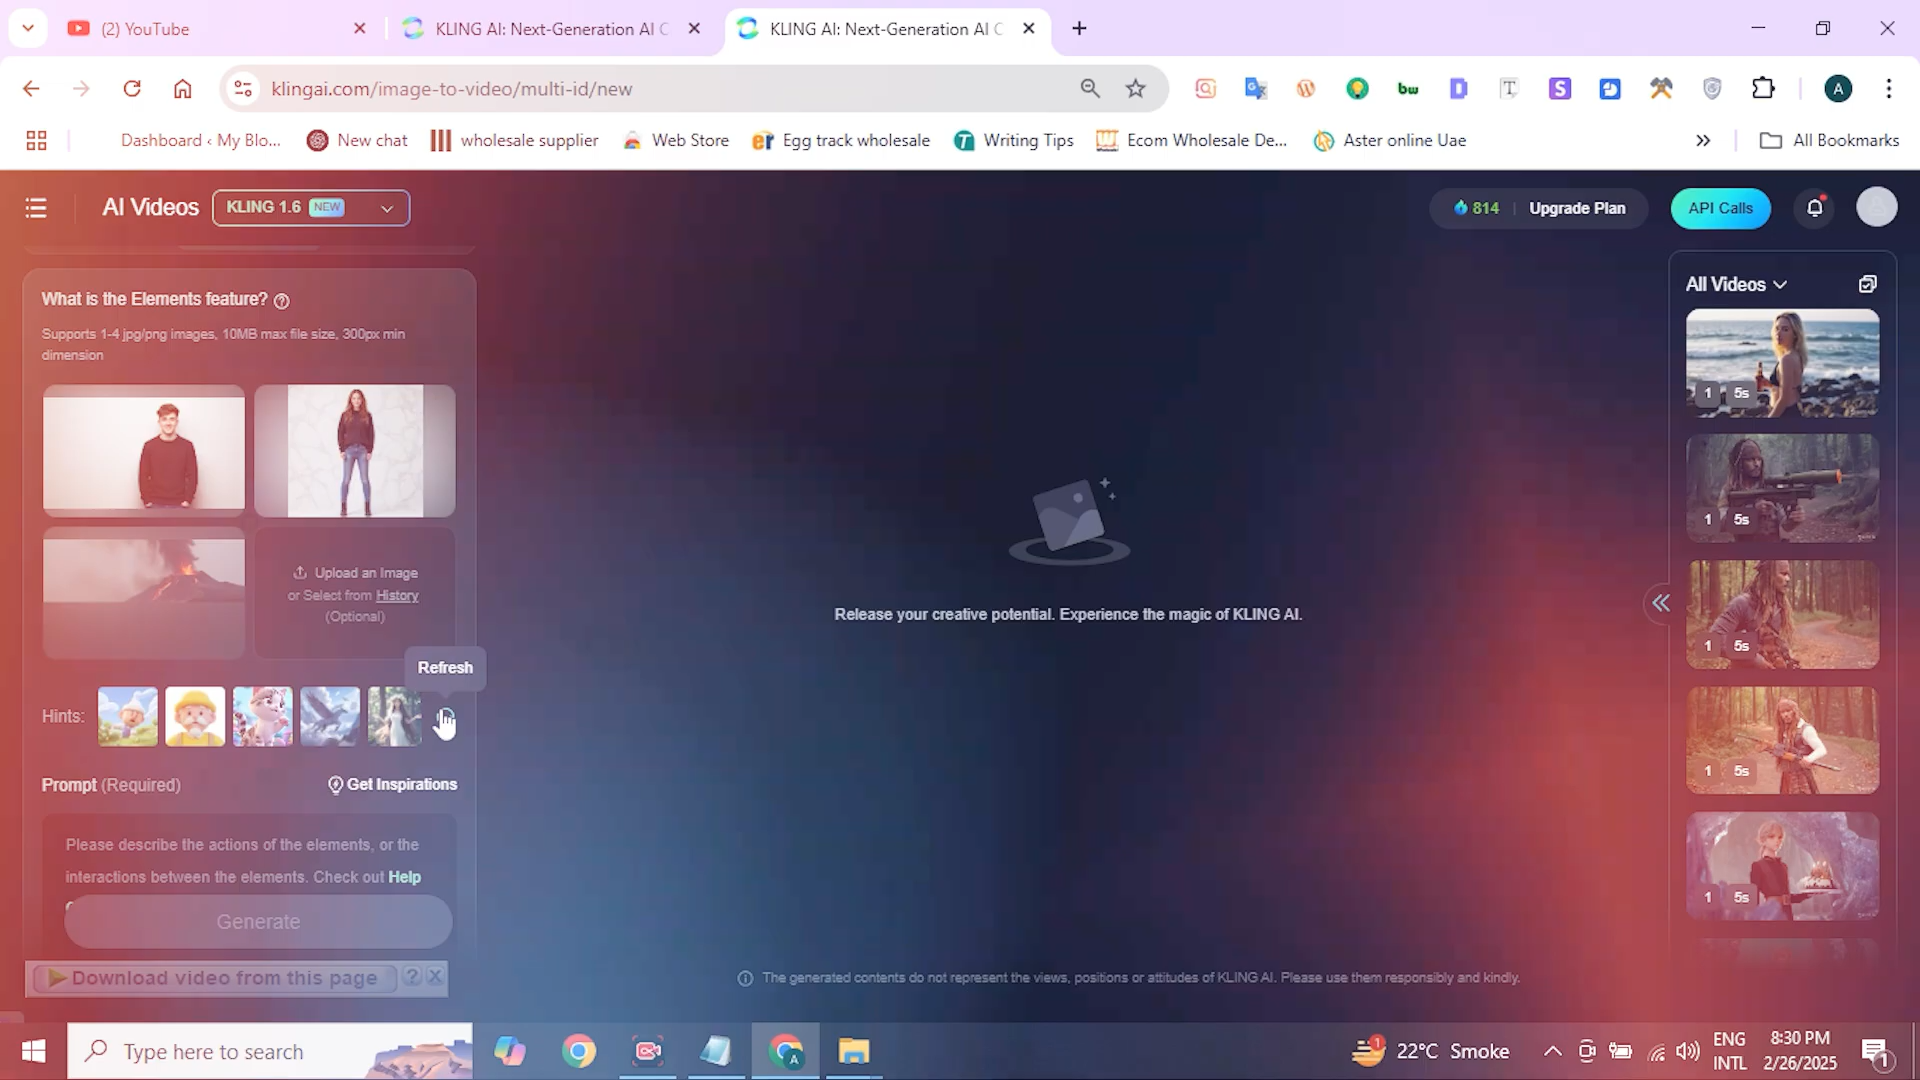 (2) YouTube
KLING AI: Next-Generation AI C
KLING AI: Next-Generation AI C
klingai.com/image-to-video/multi-id/new
Dashboard ‹ My Blo...
New chat
wholesale supplier
Web Store
Egg track wholesale
Writing Tips
Ecom Wholesale De...
Aster online Uae
All Bookmarks
AI Videos
KLING 1.6 NEW
814
Upgrade Plan
API Calls
What is the Elements feature?
Supports 1-4 jpg/png images, 10MB max file size, 300px min
dimension
Upload an Image
or Select from History
(Optional)
Refresh
Hints:
Prompt (Required)
Get Inspirations
Please describe the actions of the elements, or the
interactions between the elements. Check out Help
Generate
Download video from this page
Release your creative potential. Experience the magic of KLING AI.
The generated contents do not represent the views, positions or attitudes of KLING AI. Please use them responsibly and kindly.
All Videos
1 5s
1 5s
1 5s
1 5s
1 5s
Type here to search
22°C Smoke
ENG
INTL
8:30 PM
2/26/2025